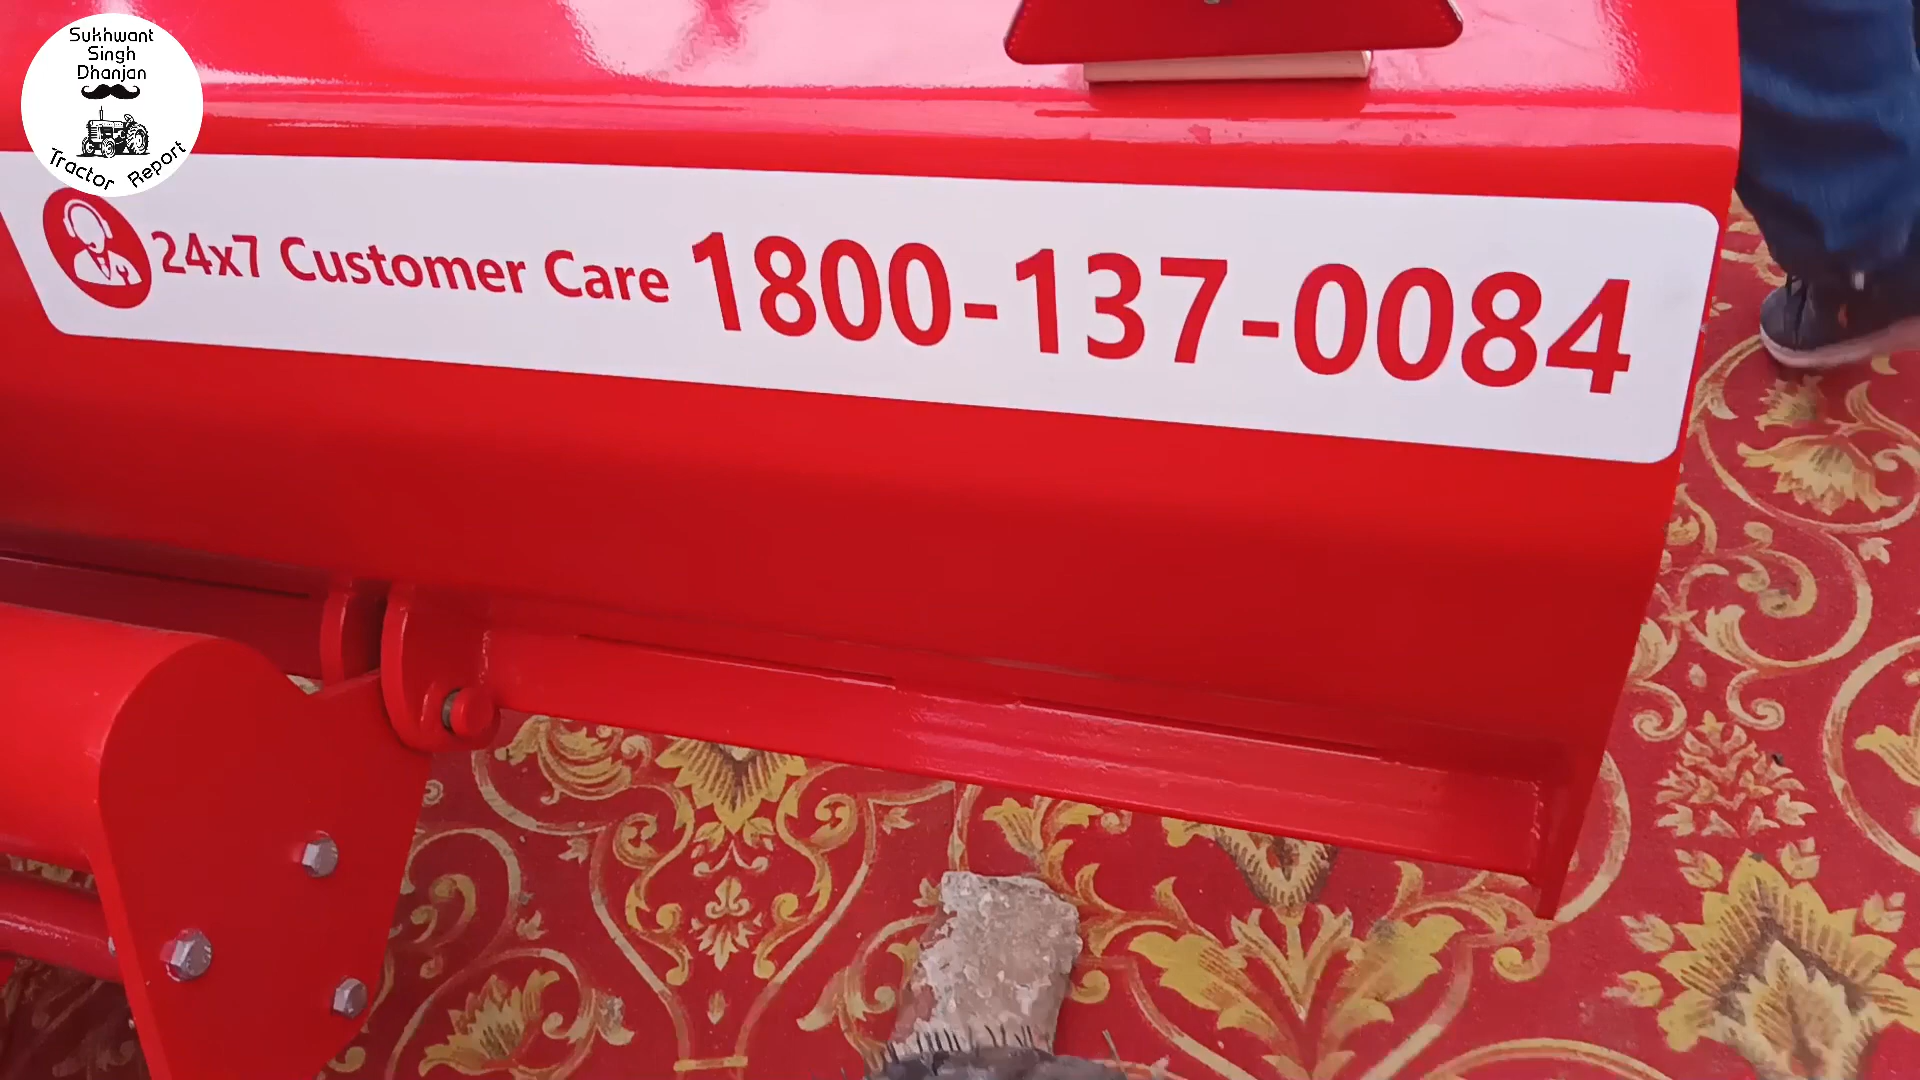 Sukhwant
Singh
Dhanjan
Tractor Report
24x7 Customer Care 1800-137-0084